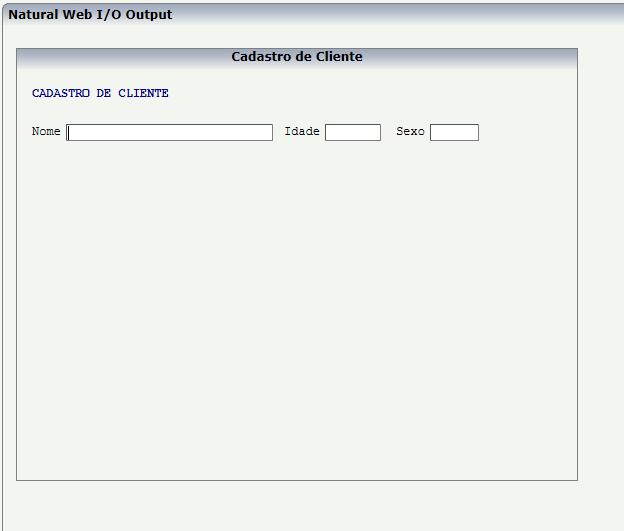 Natural Web I/O Output
Cadastro de Cliente
CADASTRO DE CLIENTE
Nome Idade Sexo